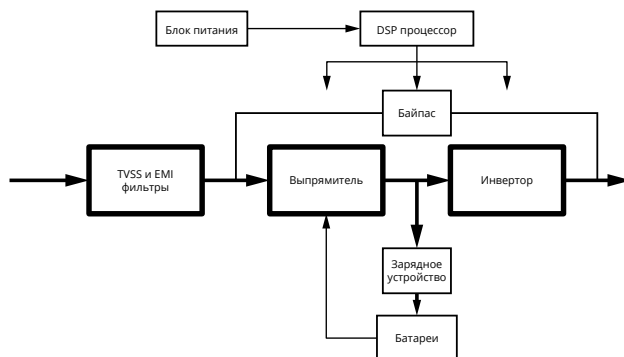 Блок питания
DSP процессор
Байпас
TVSS и EMI
фильтры
Выпрямитель
Инвертор
Зарядное
устройство
Батареи